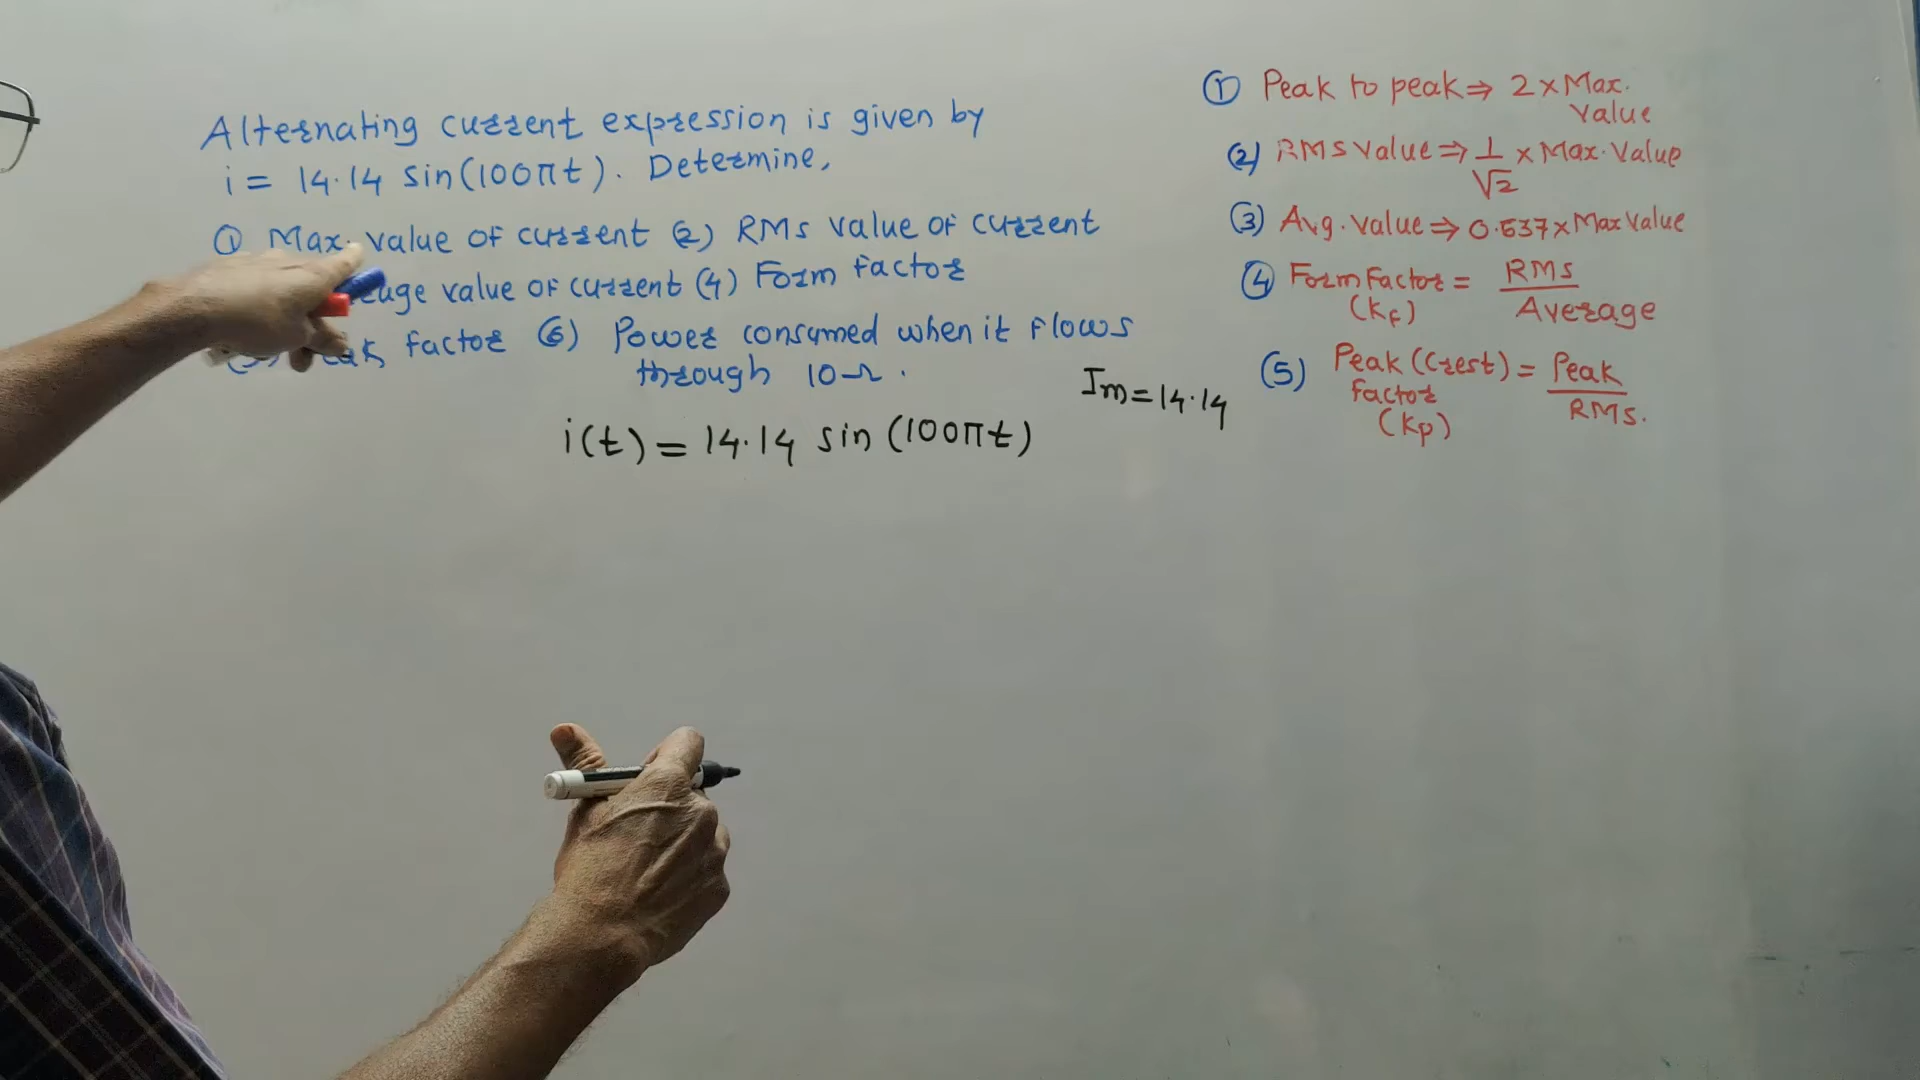 Alternating current expression is given by
i = 14.14 sin(100πt). Determine,
① Max. value of current (2) RMS value of current
value of current (4) Form factor
factor (6) Power consumed when it flows
through 10Ω.
i(t) = 14.14 sin (100πt)
Im = 14.14
① Peak to peak ⇒ 2 × Max. value
(2) RMS value ⇒ 1/√2 × Max. Value
(3) Avg. value ⇒ 0.637 × Max value
④ Form Factor = RMS / Average
(Kf)
(5) Peak (Crest) = Peak / RMS.
factor
(Kp)